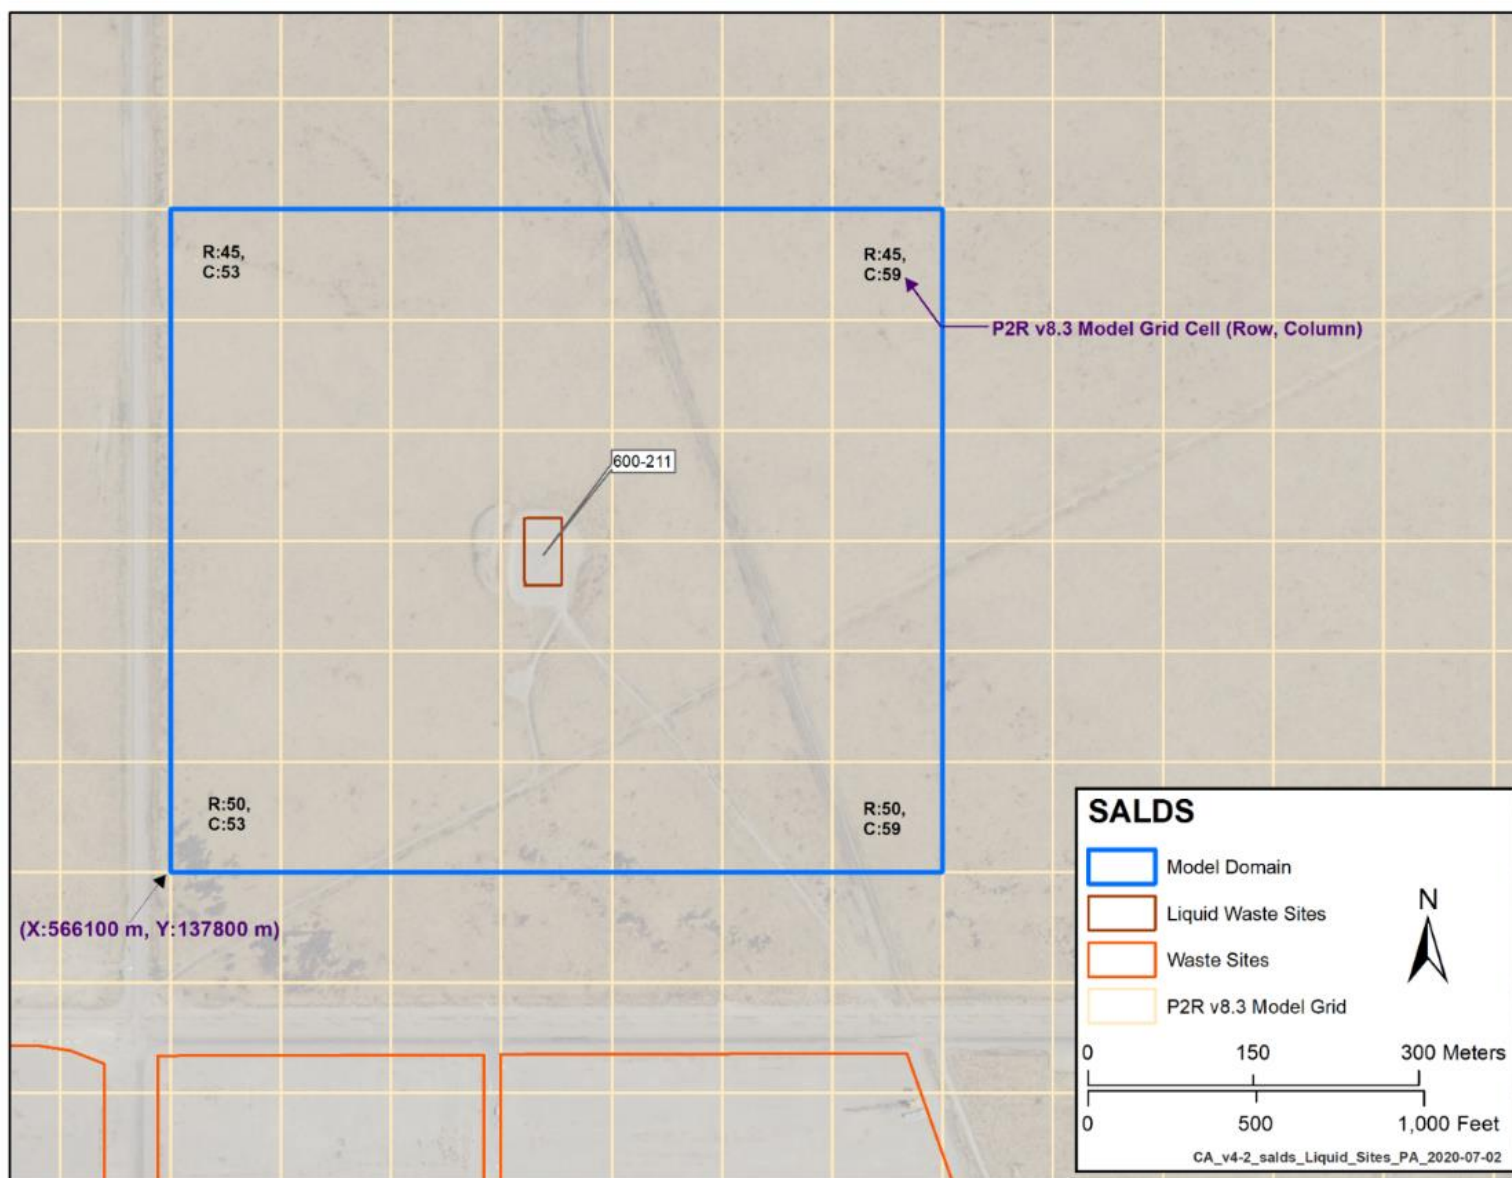 R:45,
C:53
R:45,
C:59
P2R v8.3 Model Grid Cell (Row, Column)
600-211
R:50,
C:53
R:50,
C:59
(X:566100 m, Y:137800 m)
SALDS
Model Domain
Liquid Waste Sites
Waste Sites
P2R v8.3 Model Grid
N
0 150 300 Meters
0 500 1,000 Feet
CA_v4-2_salds_Liquid_Sites_PA_2020-07-02